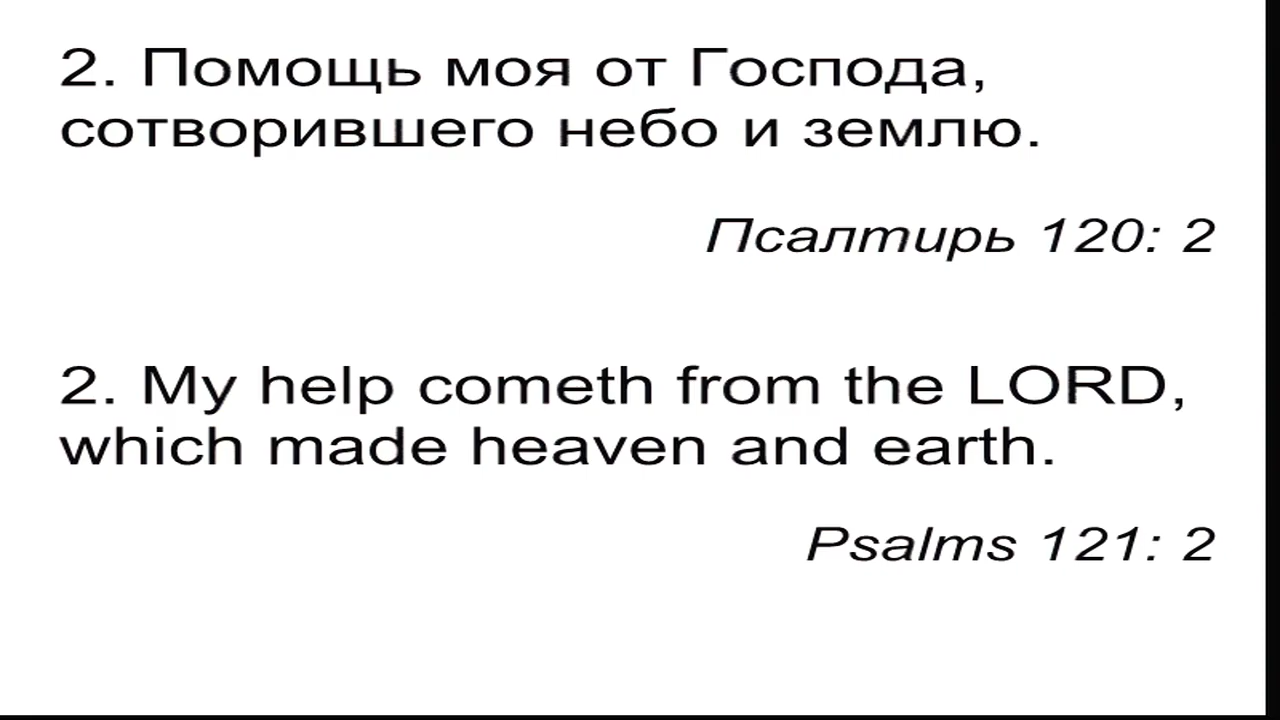 2. Помощь моя от Господа,
сотворившего небо и землю.
Псалтирь 120: 2
2. My help cometh from the LORD,
which made heaven and earth.
Psalms 121: 2